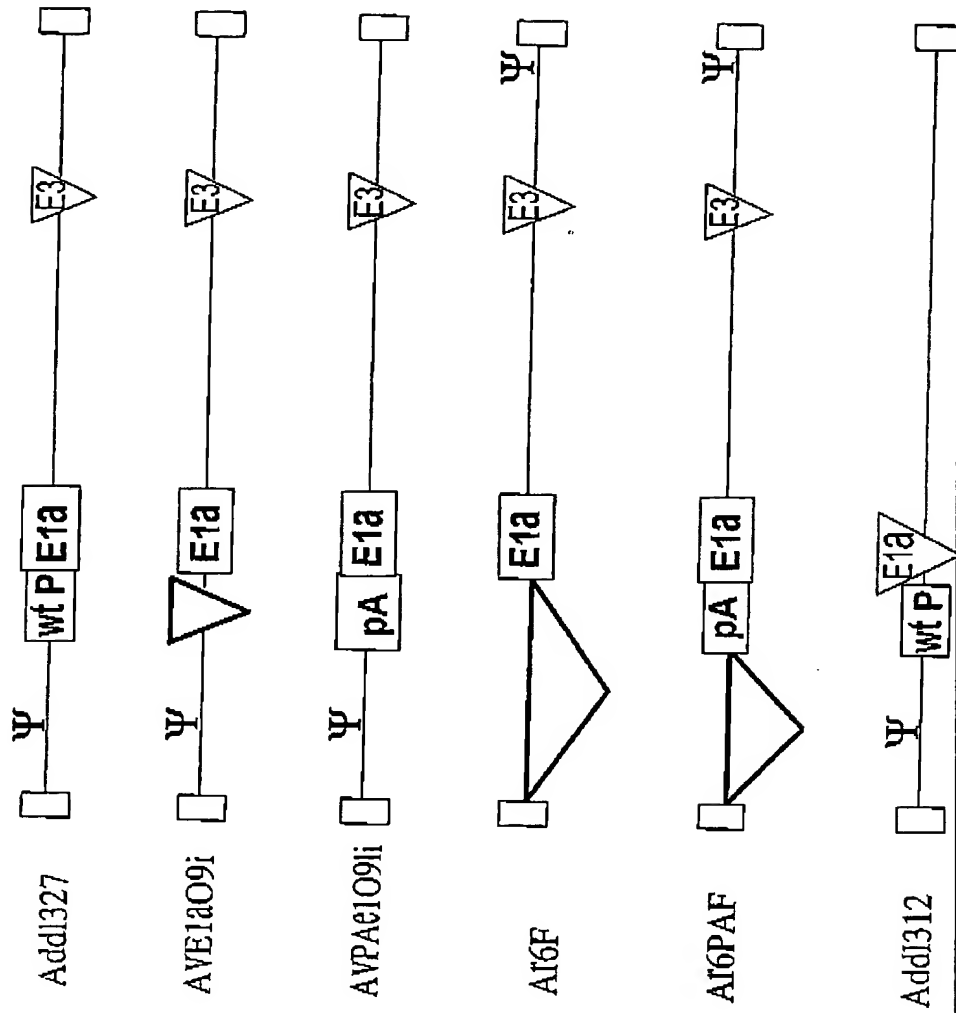 Addl327 Ψ wt P E1a E3
AVE1aO9i Ψ E1a E3
AVPAe1O9li Ψ pA E1a E3
Ar6F E1a E3 Ψ
Ar6PAF pA E1a E3 Ψ
Addl312 Ψ wt P E1a